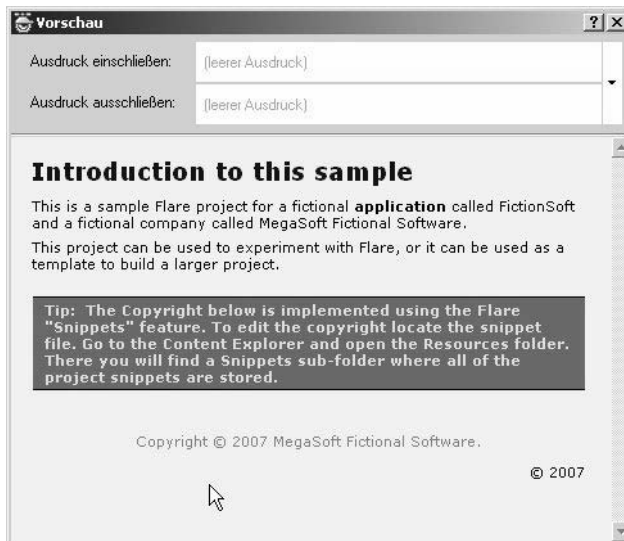 Vorschau
Ausdruck einschließen: (leerer Ausdruck)
Ausdruck ausschließen: (leerer Ausdruck)
Introduction to this sample
This is a sample Flare project for a fictional application called FictionSoft
and a fictional company called MegaSoft Fictional Software.
This project can be used to experiment with Flare, or it can be used as a
template to build a larger project.
Tip: The Copyright below is implemented using the Flare
"Snippets" feature. To edit the copyright locate the snippet
file. Go to the Content Explorer and open the Resources folder.
There you will find a Snippets sub-folder where all of the
project snippets are stored.
Copyright © 2007 MegaSoft Fictional Software.
© 2007